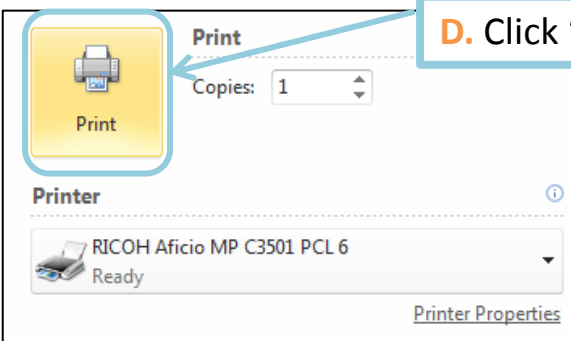 Print
D. Click "
Copies: 1
Print
Printer
RICOH Aficio MP C3501 PCL 6
Ready
Printer Properties